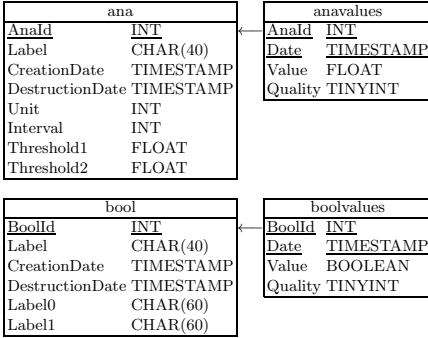 ana
AnaId INT
Label CHAR(40)
CreationDate TIMESTAMP
DestructionDate TIMESTAMP
Unit INT
Interval INT
Threshold1 FLOAT
Threshold2 FLOAT
anavalues
AnaId INT
Date TIMESTAMP
Value FLOAT
Quality TINYINT
bool
BoolId INT
Label CHAR(40)
CreationDate TIMESTAMP
DestructionDate TIMESTAMP
Label0 CHAR(60)
Label1 CHAR(60)
boolvalues
BoolId INT
Date TIMESTAMP
Value BOOLEAN
Quality TINYINT